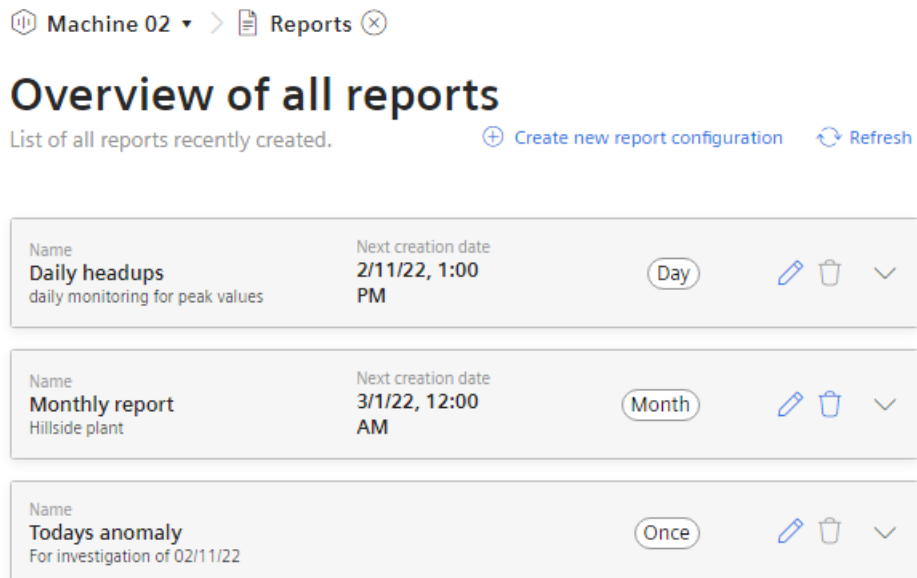 Machine 02 Reports
Overview of all reports
List of all reports recently created.
Create new report configuration Refresh
Name
Daily headups
daily monitoring for peak values
Next creation date
2/11/22, 1:00
PM
Day
Name
Monthly report
Hillside plant
Next creation date
3/1/22, 12:00
AM
Month
Name
Todays anomaly
For investigation of 02/11/22
Once